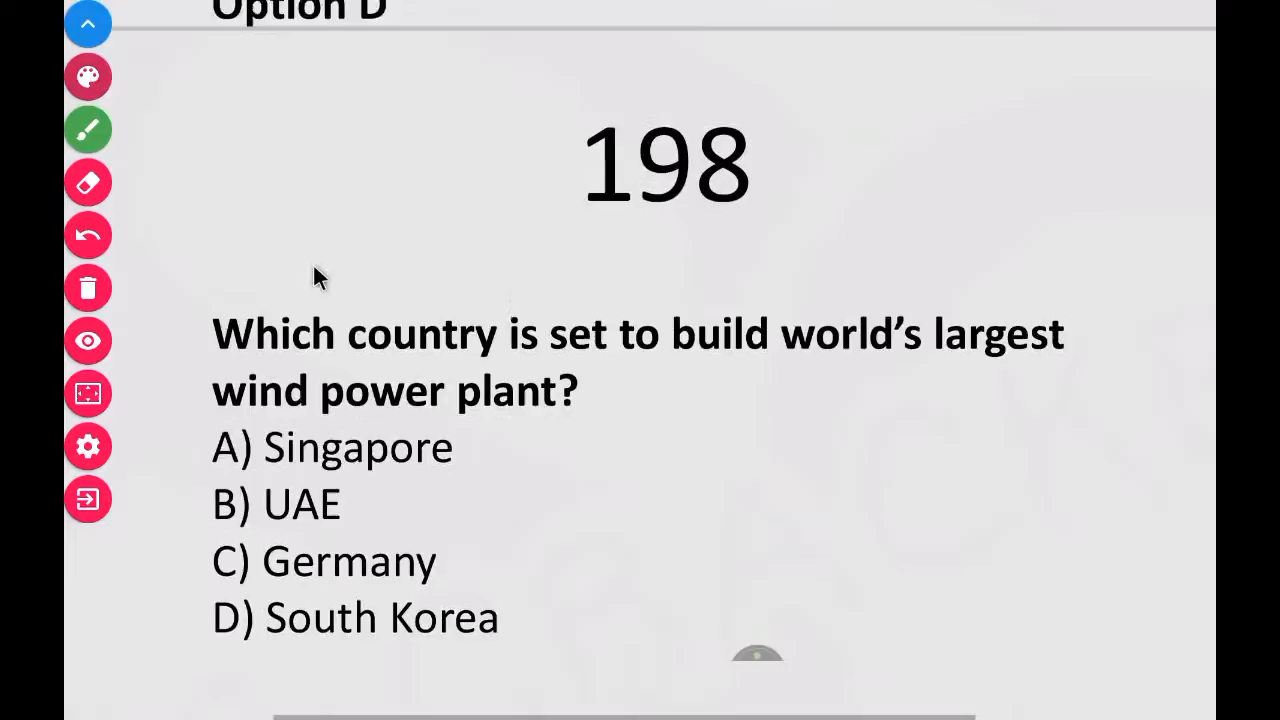 Option D
198
Which country is set to build world’s largest
wind power plant?
A) Singapore
B) UAE
C) Germany
D) South Korea